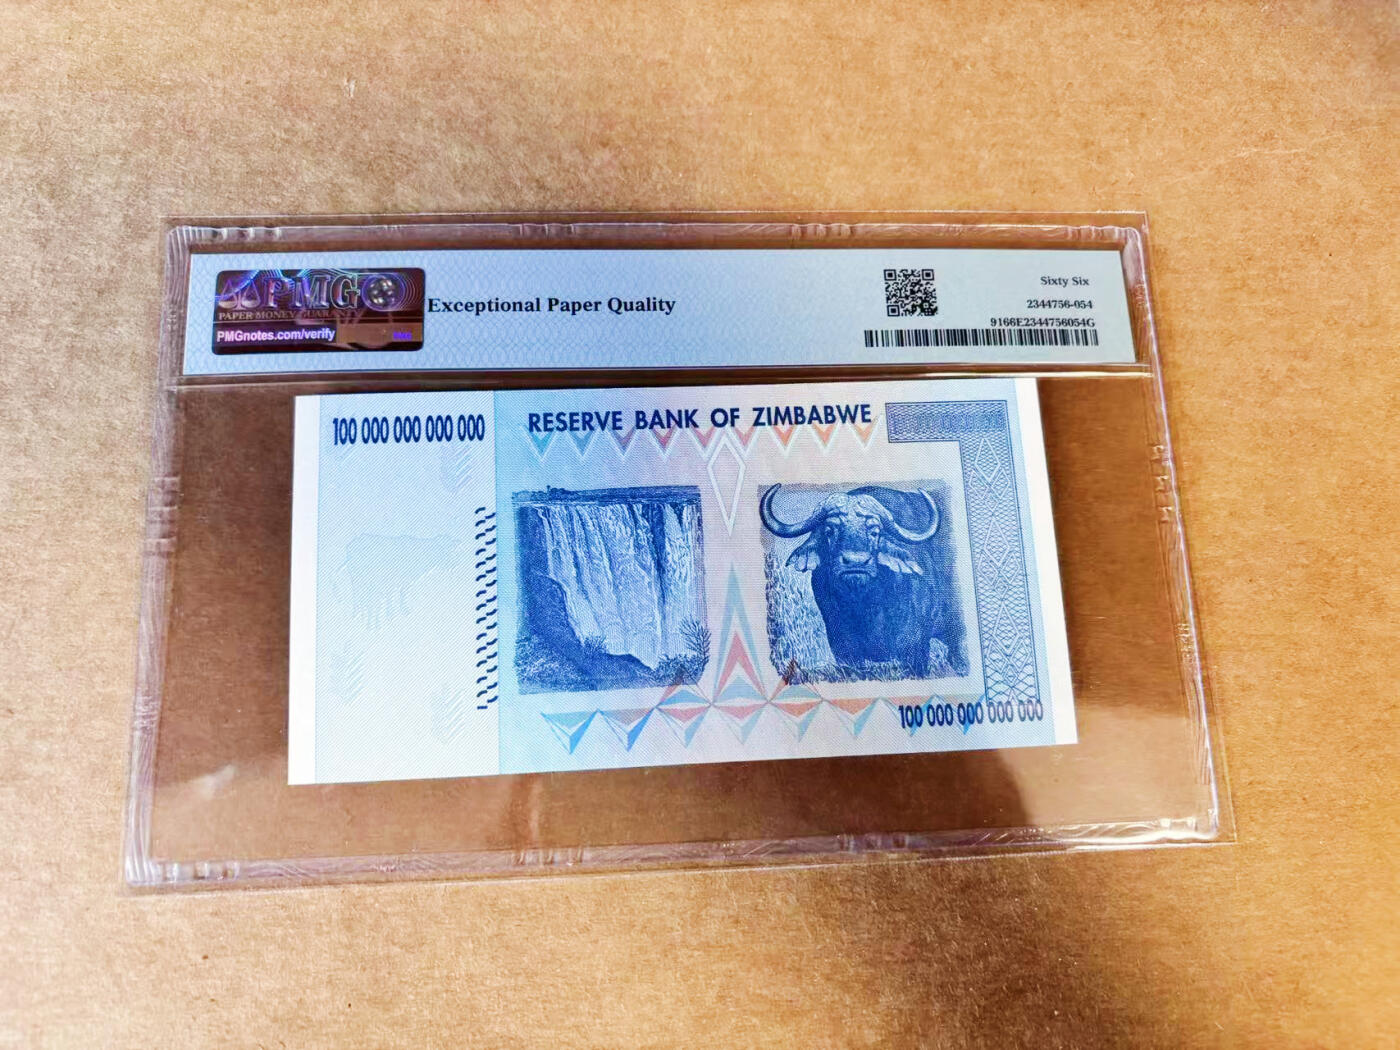 PMG
PAPER MONEY GUARANTY
PMGnotes.com/verify
Exceptional Paper Quality
Sixty Six
2344756-054
9166E2344756054G
100 000 000 000 000
RESERVE BANK OF ZIMBABWE
100 000 000 000 000